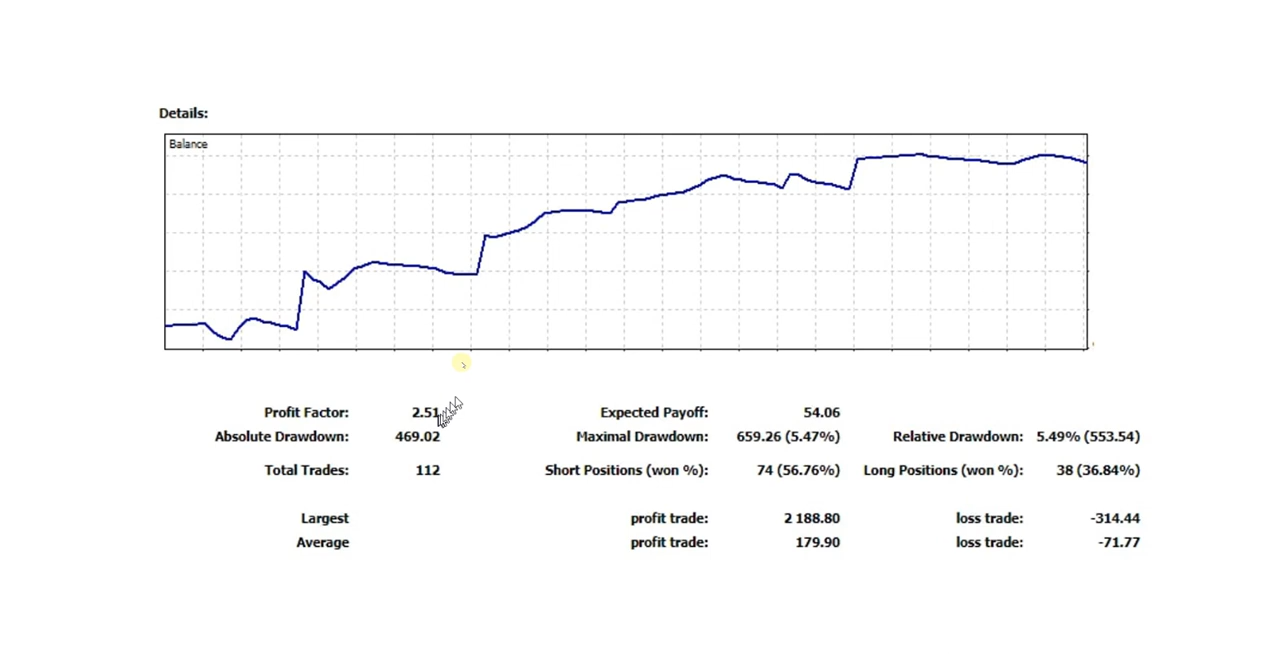 Details:
Balance
Profit Factor: 2.51 Expected Payoff: 54.06
Absolute Drawdown: 469.02 Maximal Drawdown: 659.26 (5.47%) Relative Drawdown: 5.49% (553.54)
Total Trades: 112 Short Positions (won %): 74 (56.76%) Long Positions (won %): 38 (36.84%)
Largest profit trade: 2 188.80 loss trade: -314.44
Average profit trade: 179.90 loss trade: -71.77